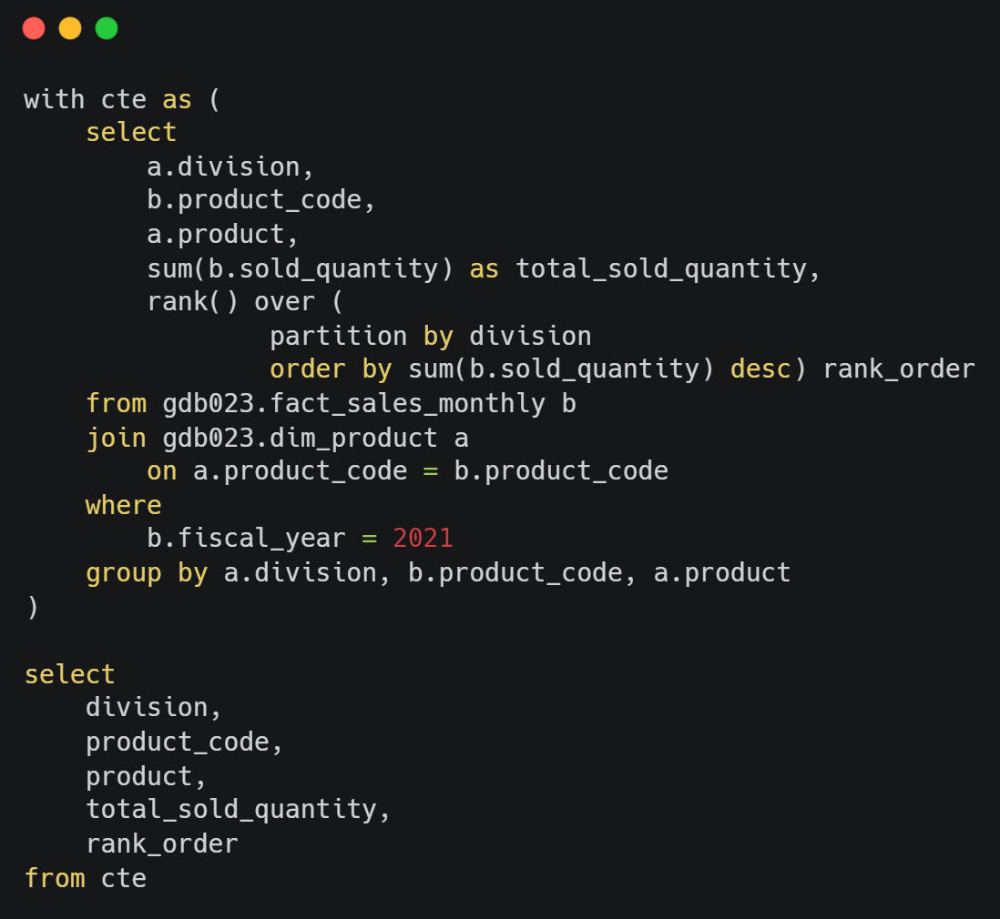 with cte as (
    select
        a.division,
        b.product_code,
        a.product,
        sum(b.sold_quantity) as total_sold_quantity,
        rank() over (
                partition by division
                order by sum(b.sold_quantity) desc) rank_order
    from gdb023.fact_sales_monthly b
    join gdb023.dim_product a
        on a.product_code = b.product_code
    where
        b.fiscal_year = 2021
    group by a.division, b.product_code, a.product
)

select
    division,
    product_code,
    product,
    total_sold_quantity,
    rank_order
from cte